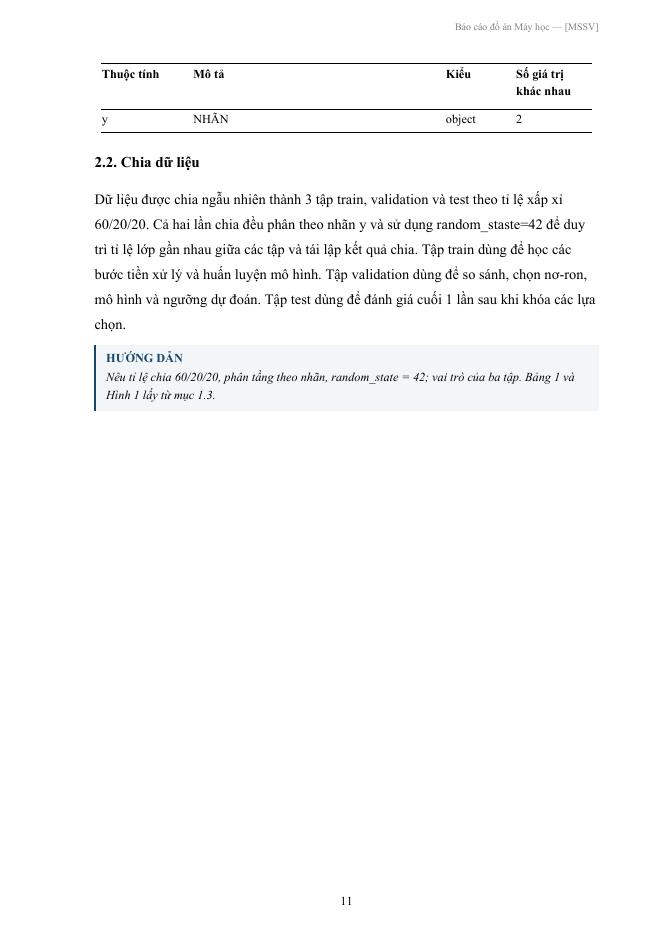 Báo cáo đồ án Máy học — [MSSV]
Thuộc tính Mô tả Kiểu Số giá trị
khác nhau
y NHÃN object 2
2.2. Chia dữ liệu
Dữ liệu được chia ngẫu nhiên thành 3 tập train, validation và test theo tỉ lệ xấp xỉ
60/20/20. Cả hai lần chia đều phân theo nhãn y và sử dụng random_staste=42 để duy
trì tỉ lệ lớp gần nhau giữa các tập và tái lập kết quả chia. Tập train dùng để học các
bước tiền xử lý và huấn luyện mô hình. Tập validation dùng để so sánh, chọn nơ-ron,
mô hình và ngưỡng dự đoán. Tập test dùng để đánh giá cuối 1 lần sau khi khóa các lựa
chọn.
HƯỚNG DẪN
Nêu tỉ lệ chia 60/20/20, phân tầng theo nhãn, random_state = 42; vai trò của ba tập. Bảng 1 và
Hình 1 lấy từ mục 1.3.
11